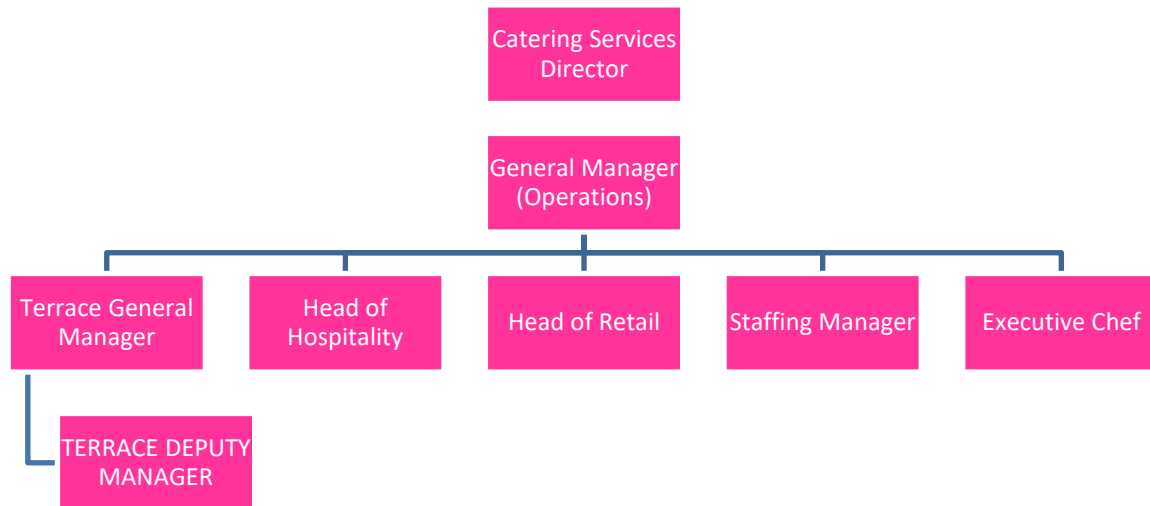 Catering Services
Director
General Manager
(Operations)
Terrace General
Manager
Head of
Hospitality
Head of Retail
Staffing Manager
Executive Chef
TERRACE DEPUTY
MANAGER